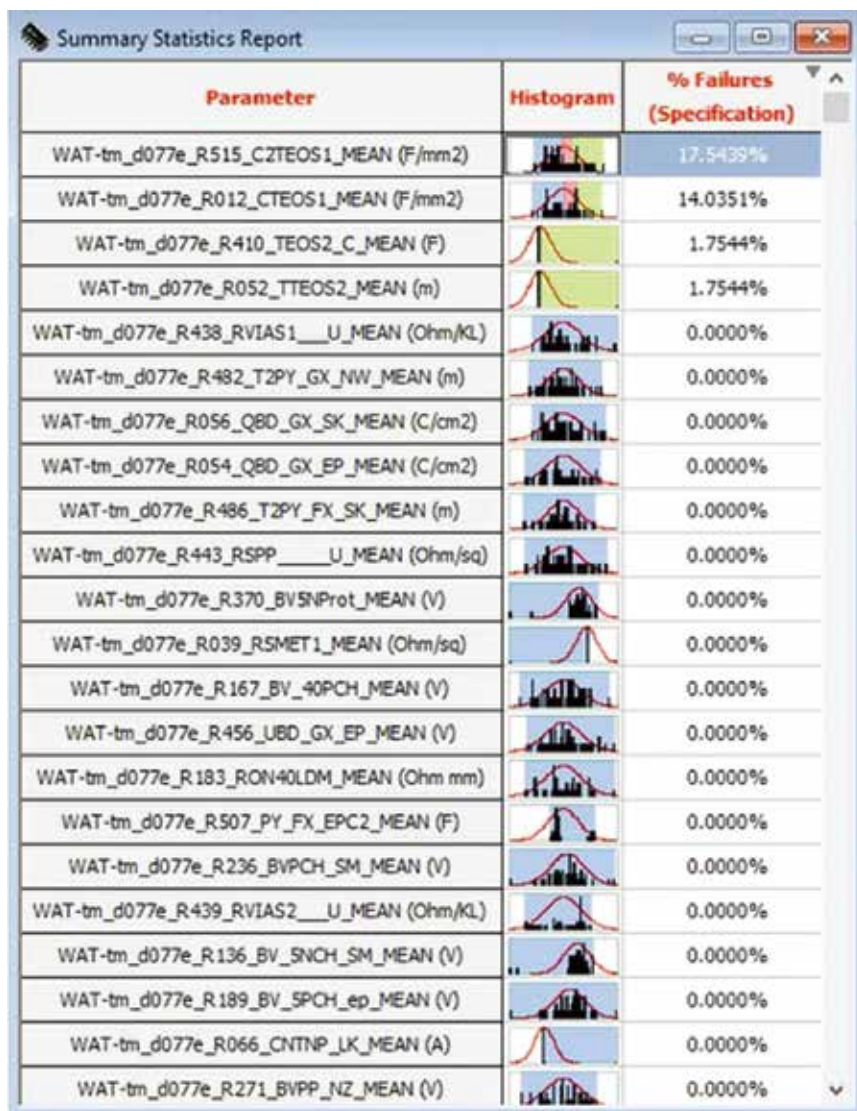 Summary Statistics Report
Parameter Histogram % Failures
(Specification)
WAT-tm_d077e_R515_C2TEOS1_MEAN (F/mm2) 17.5439%
WAT-tm_d077e_R012_CTEOS1_MEAN (F/mm2) 14.0351%
WAT-tm_d077e_R410_TEOS2_C_MEAN (F) 1.7544%
WAT-tm_d077e_R052_TTEOS2_MEAN (m) 1.7544%
WAT-tm_d077e_R438_RVIAS1___U_MEAN (Ohm/KL) 0.0000%
WAT-tm_d077e_R482_T2PY_GX_NW_MEAN (m) 0.0000%
WAT-tm_d077e_R056_QBD_GX_SK_MEAN (C/cm2) 0.0000%
WAT-tm_d077e_R054_QBD_GX_EP_MEAN (C/cm2) 0.0000%
WAT-tm_d077e_R486_T2PY_FX_SK_MEAN (m) 0.0000%
WAT-tm_d077e_R443_RSPP_____U_MEAN (Ohm/sq) 0.0000%
WAT-tm_d077e_R370_BV5NProt_MEAN (V) 0.0000%
WAT-tm_d077e_R039_RSMET1_MEAN (Ohm/sq) 0.0000%
WAT-tm_d077e_R167_BV_40PCH_MEAN (V) 0.0000%
WAT-tm_d077e_R456_UBD_GX_EP_MEAN (V) 0.0000%
WAT-tm_d077e_R183_RON40LDM_MEAN (Ohm mm) 0.0000%
WAT-tm_d077e_R507_PY_FX_EPC2_MEAN (F) 0.0000%
WAT-tm_d077e_R236_BVPCH_SM_MEAN (V) 0.0000%
WAT-tm_d077e_R439_RVIAS2___U_MEAN (Ohm/KL) 0.0000%
WAT-tm_d077e_R136_BV_5NCH_SM_MEAN (V) 0.0000%
WAT-tm_d077e_R189_BV_5PCH_ep_MEAN (V) 0.0000%
WAT-tm_d077e_R066_CNTNP_LK_MEAN (A) 0.0000%
WAT-tm_d077e_R271_BVPP_NZ_MEAN (V) 0.0000%